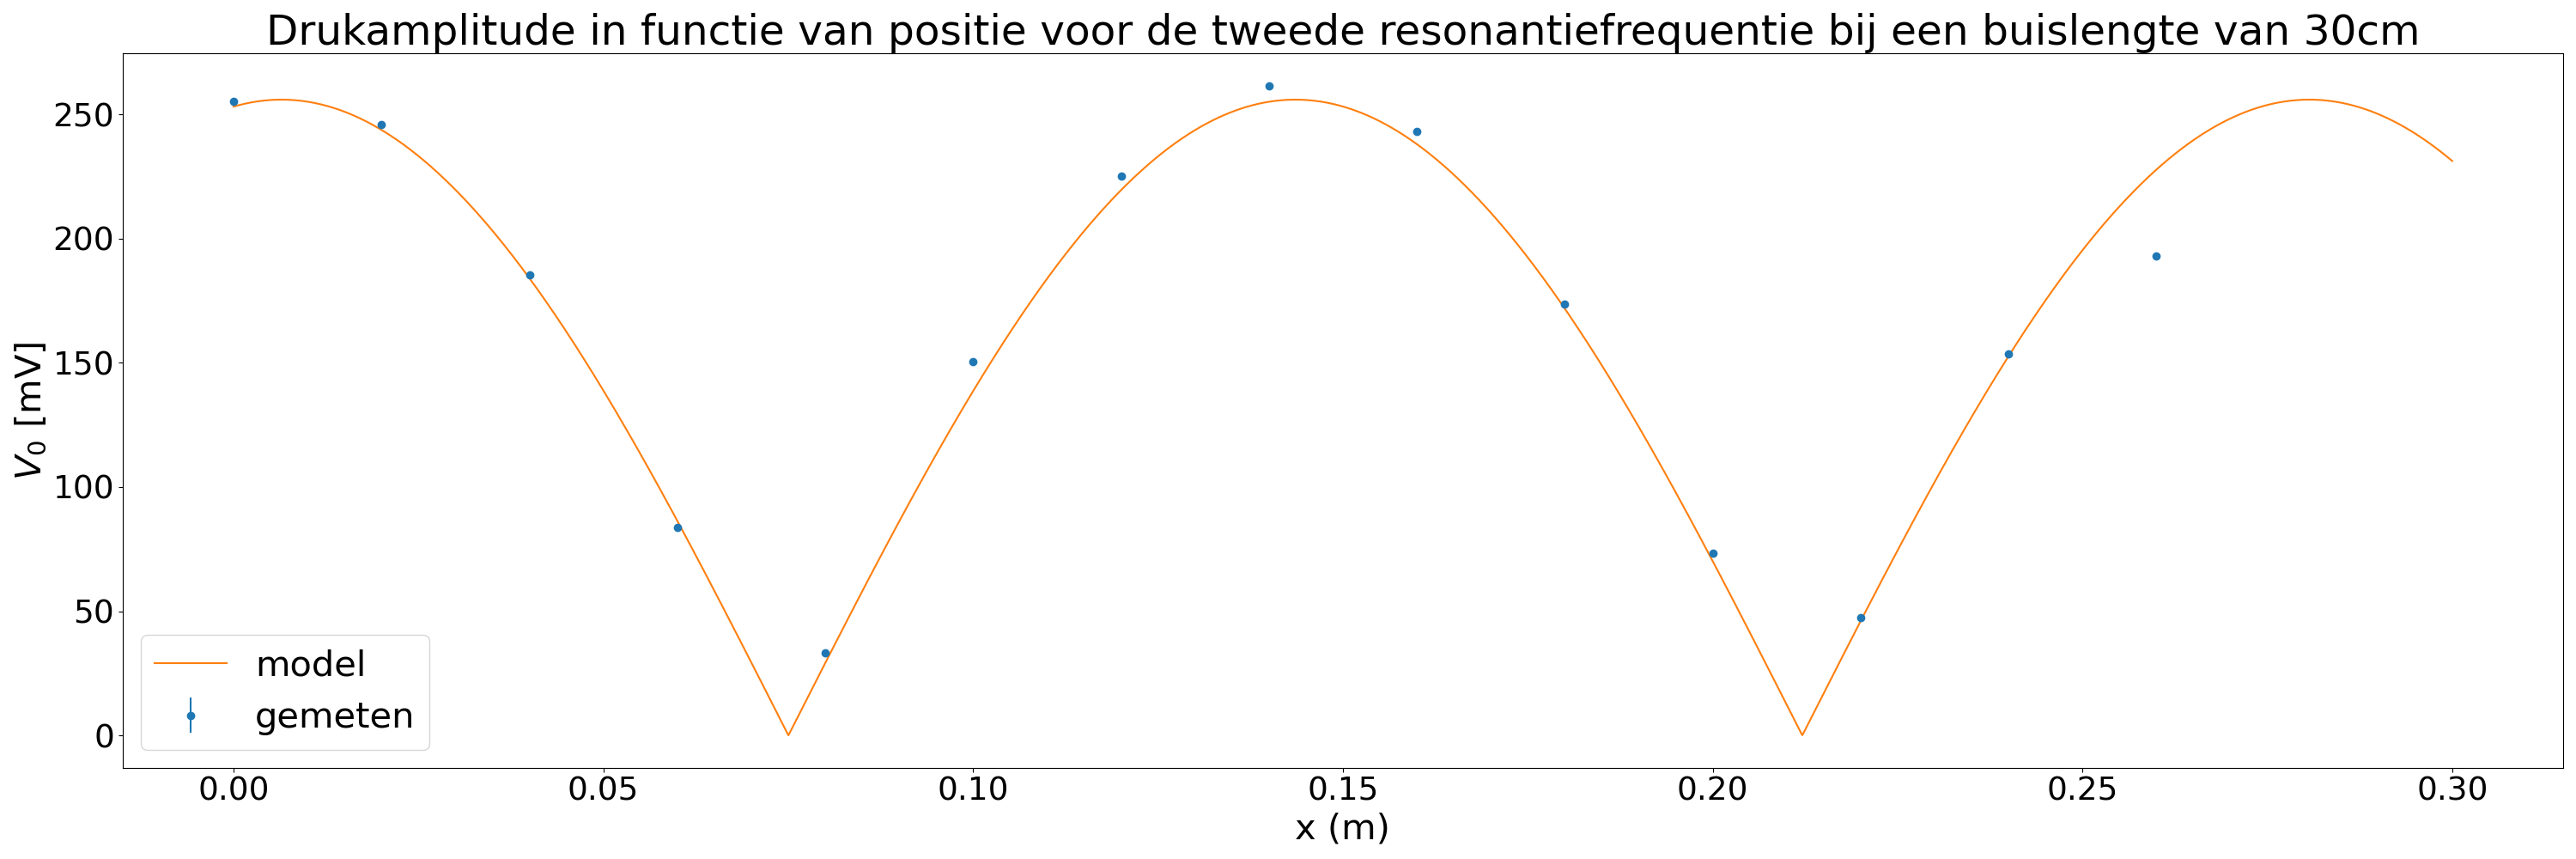 Drukamplitude in functie van positie voor de tweede resonantiefrequentie bij een buislengte van 30cm
250
200
150
100
50
0
V₀ [mV]
model
gemeten
0.00 0.05 0.10 0.15 0.20 0.25 0.30
x (m)